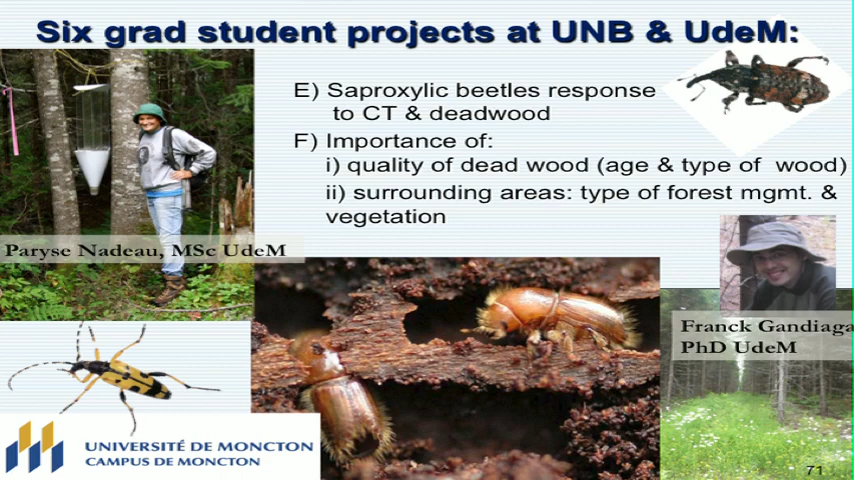 Six grad student projects at UNB & UdeM:
E) Saproxylic beetles response
to CT & deadwood
F) Importance of:
i) quality of dead wood (age & type of wood)
ii) surrounding areas: type of forest mgmt. &
vegetation
Paryse Nadeau, MSc UdeM
Franck Gandiaga
PhD UdeM
UNIVERSITÉ DE MONCTON
CAMPUS DE MONCTON
71